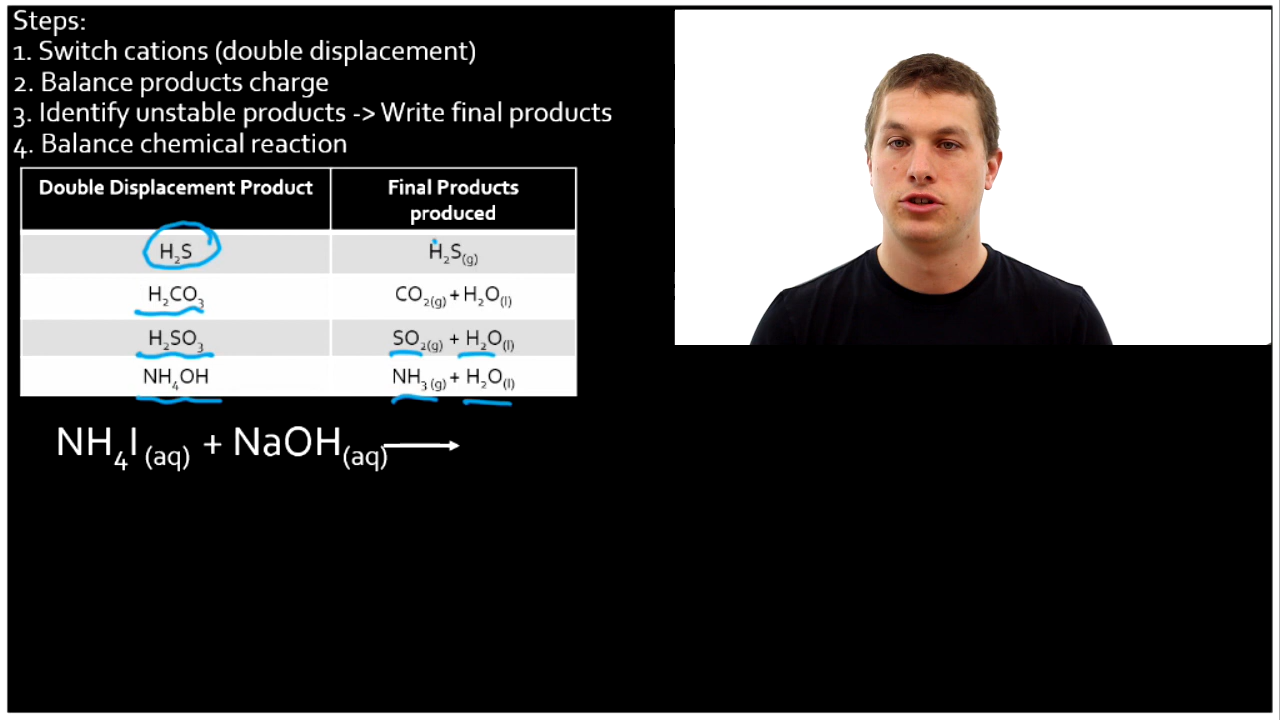 Steps:
1. Switch cations (double displacement)
2. Balance products charge
3. Identify unstable products -> Write final products
4. Balance chemical reaction
Double Displacement Product
Final Products
produced
H₂S
H₂S(g)
H₂CO₃
CO₂(g) + H₂O(l)
H₂SO₃
SO₂(g) + H₂O(l)
NH₄OH
NH₃(g) + H₂O(l)
NH₄I(aq) + NaOH(aq) ⟶